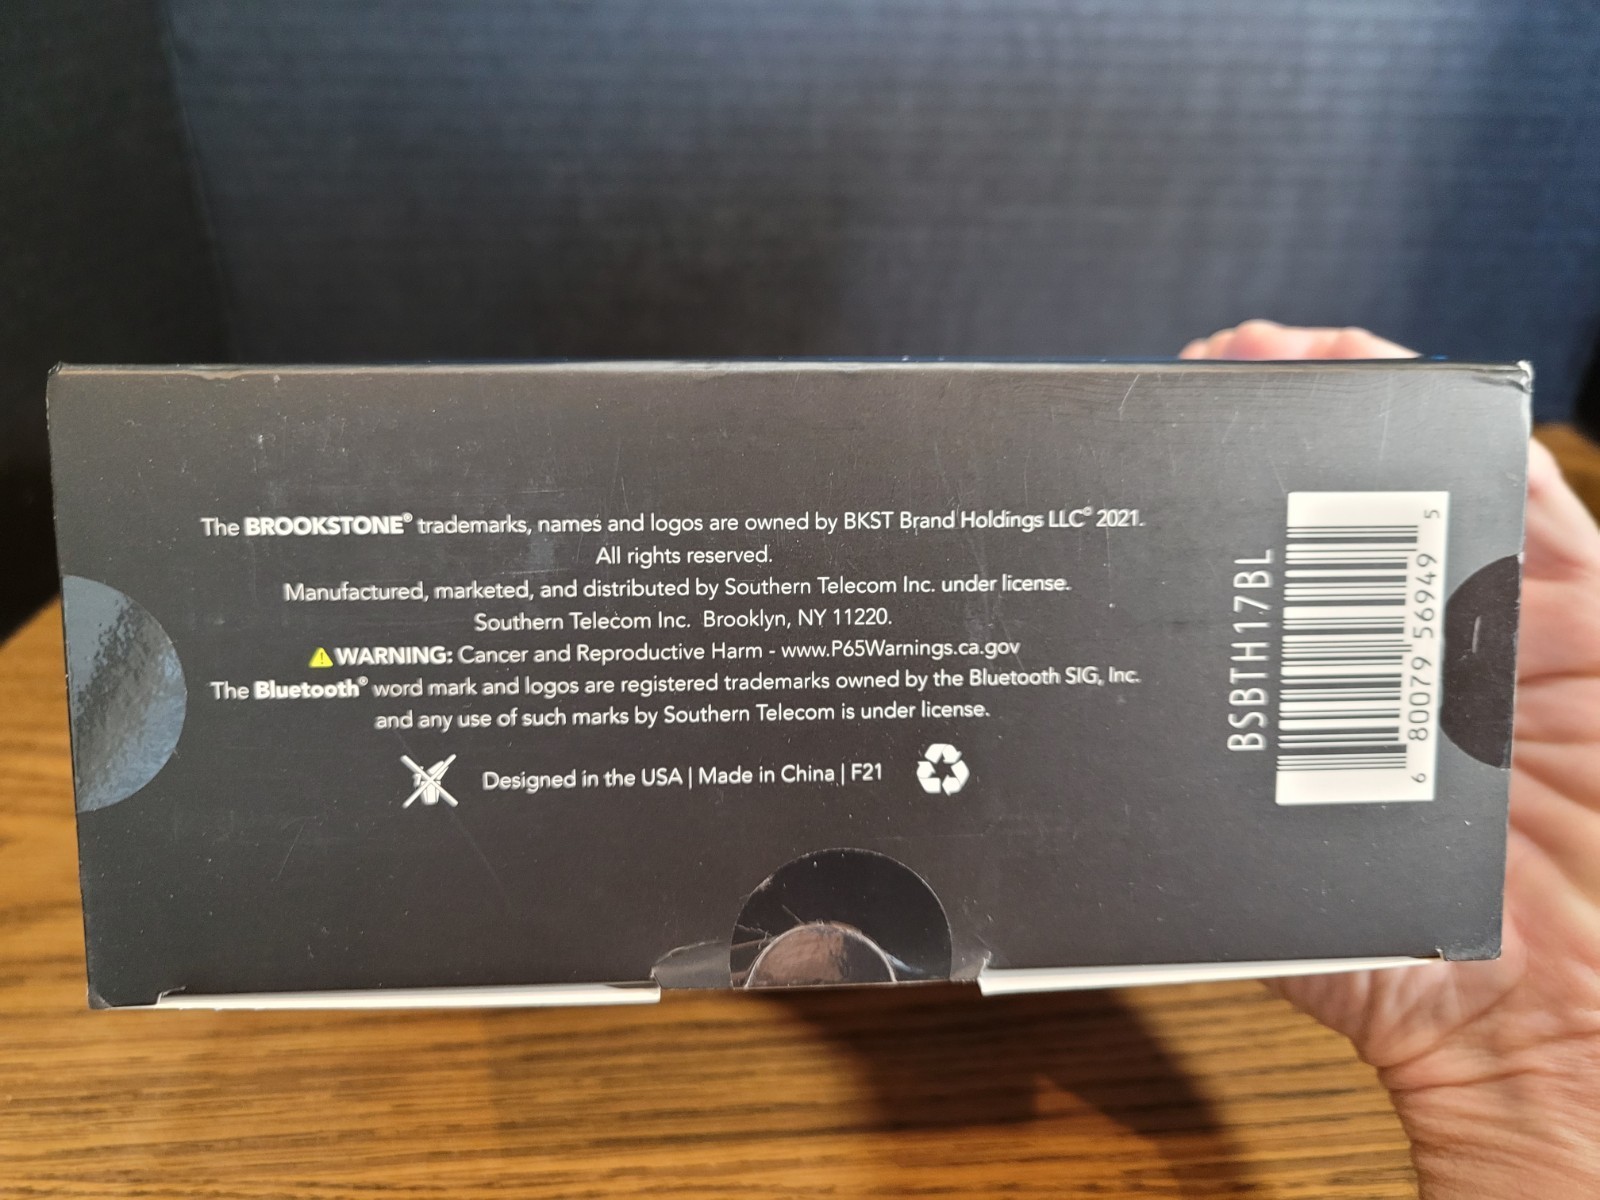 The BROOKSTONE® trademarks, names and logos are owned by BKST Brand Holdings LLC© 2021.
All rights reserved.
Manufactured, marketed, and distributed by Southern Telecom Inc. under license.
Southern Telecom Inc. Brooklyn, NY 11220.
WARNING: Cancer and Reproductive Harm - www.P65Warnings.ca.gov
The Bluetooth® word mark and logos are registered trademarks owned by the Bluetooth SIG, Inc.
and any use of such marks by Southern Telecom is under license.
Designed in the USA | Made in China | F21
BSBTH17BL
6 80079 56949 5